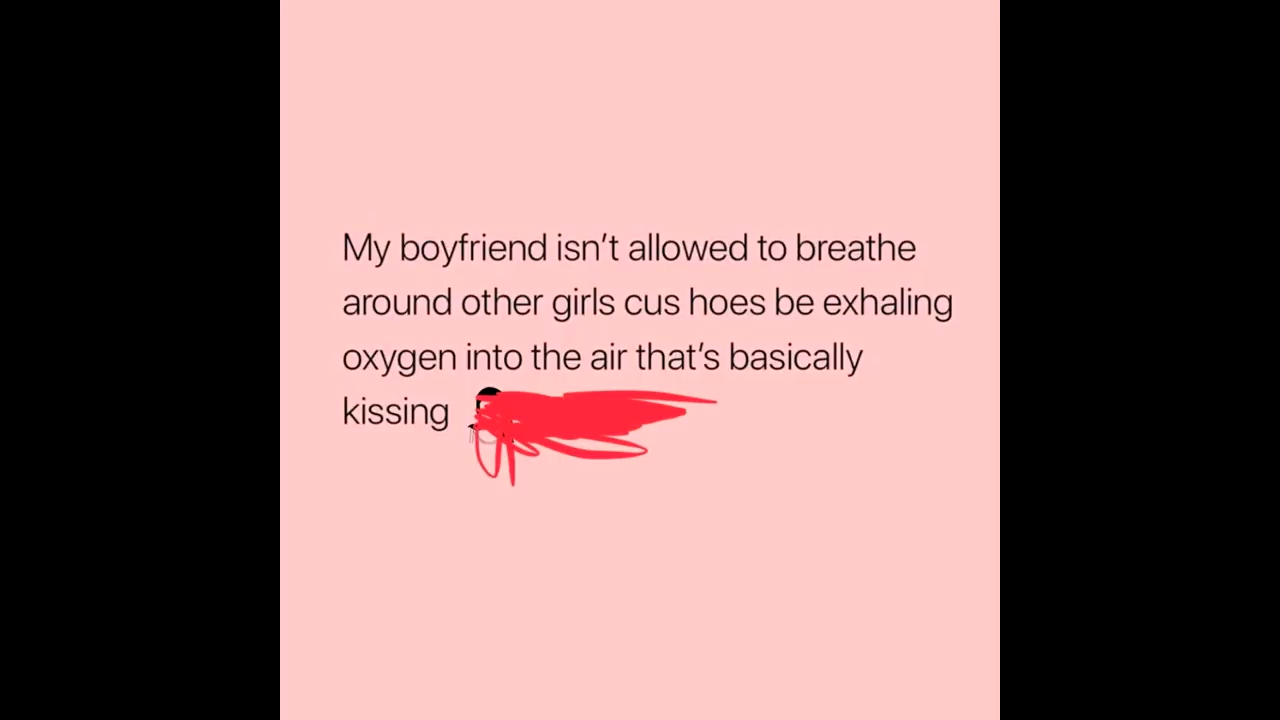 My boyfriend isn't allowed to breathe
around other girls cus hoes be exhaling
oxygen into the air that's basically
kissing